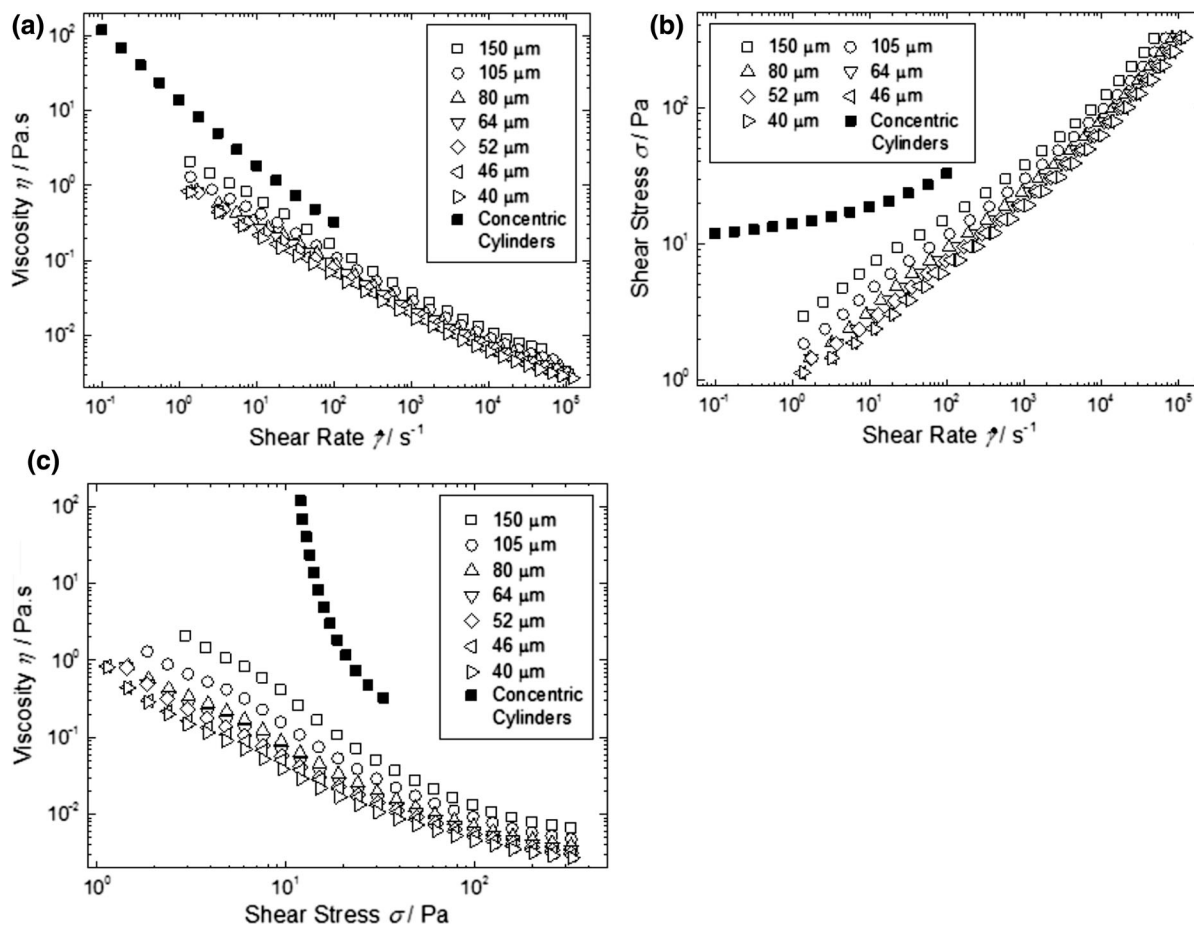 (a)
10²
10¹
10⁰
10⁻¹
10⁻²
Viscosity η / Pa.s
150 μm
105 μm
80 μm
64 μm
52 μm
46 μm
40 μm
Concentric
Cylinders
10⁻¹ 10⁰ 10¹ 10² 10³ 10⁴ 10⁵
Shear Rate γ̇ / s⁻¹
(b)
10²
10¹
10⁰
Shear Stress σ / Pa
150 μm 105 μm
80 μm 64 μm
52 μm 46 μm
40 μm Concentric
Cylinders
10⁻¹ 10⁰ 10¹ 10² 10³ 10⁴ 10⁵
Shear Rate γ̇ / s⁻¹
(c)
10²
10¹
10⁰
10⁻¹
10⁻²
Viscosity η / Pa.s
150 μm
105 μm
80 μm
64 μm
52 μm
46 μm
40 μm
Concentric
Cylinders
10⁰ 10¹ 10²
Shear Stress σ / Pa